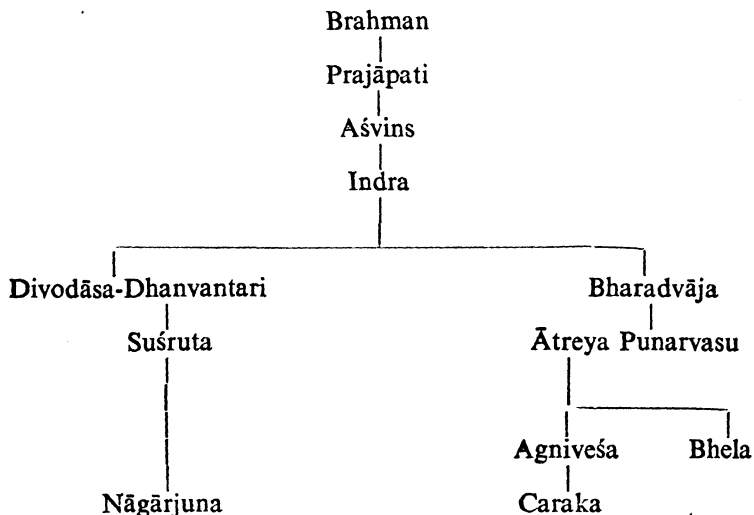 Brahman
Prajāpati
Aśvins
Indra
Divodāsa-Dhanvantari Bharadvāja
Suśruta Ātreya Punarvasu
Agniveśa Bhela
Nāgārjuna Caraka